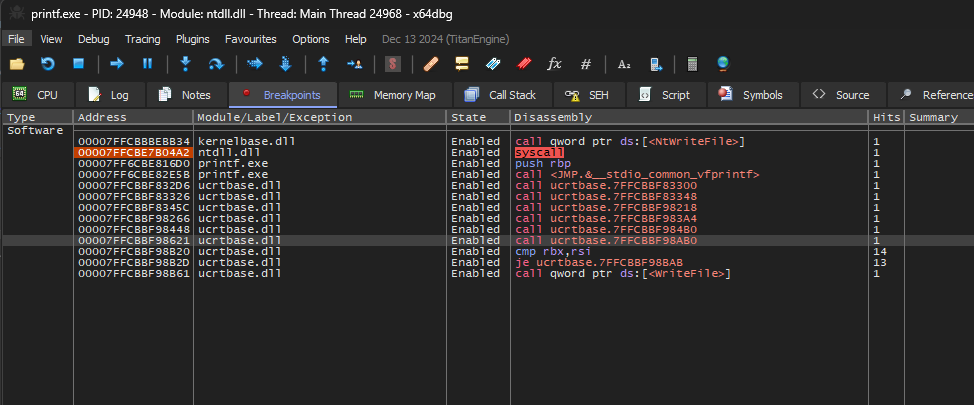 printf.exe - PID: 24948 - Module: ntdll.dll - Thread: Main Thread 24968 - x64dbg
File View Debug Tracing Plugins Favourites Options Help Dec 13 2024 (TitanEngine)
CPU Log Notes Breakpoints Memory Map Call Stack SEH Script Symbols Source Reference
Type Address Module/Label/Exception State Disassembly Hits Summary
Software
00007FFCBBBEBB34 kernelbase.dll Enabled call qword ptr ds:[<NtWriteFile>] 1
00007FFCBE7B04A2 ntdll.dll Enabled syscall 1
00007FF6CBE816D0 printf.exe Enabled push rbp 1
00007FF6CBE82E5B printf.exe Enabled call <JMP.&__stdio_common_vfprintf> 1
00007FFCBBF832D6 ucrtbase.dll Enabled call ucrtbase.7FFCBBF83300 1
00007FFCBBF83326 ucrtbase.dll Enabled call ucrtbase.7FFCBBF83348 1
00007FFCBBF8345C ucrtbase.dll Enabled call ucrtbase.7FFCBBF98218 1
00007FFCBBF98266 ucrtbase.dll Enabled call ucrtbase.7FFCBBF983A4 1
00007FFCBBF98448 ucrtbase.dll Enabled call ucrtbase.7FFCBBF984B0 1
00007FFCBBF98621 ucrtbase.dll Enabled call ucrtbase.7FFCBBF98AB0 1
00007FFCBBF98B20 ucrtbase.dll Enabled cmp rbx,rsi 14
00007FFCBBF98B2D ucrtbase.dll Enabled je ucrtbase.7FFCBBF98BAB 13
00007FFCBBF98B61 ucrtbase.dll Enabled call qword ptr ds:[<WriteFile>] 1